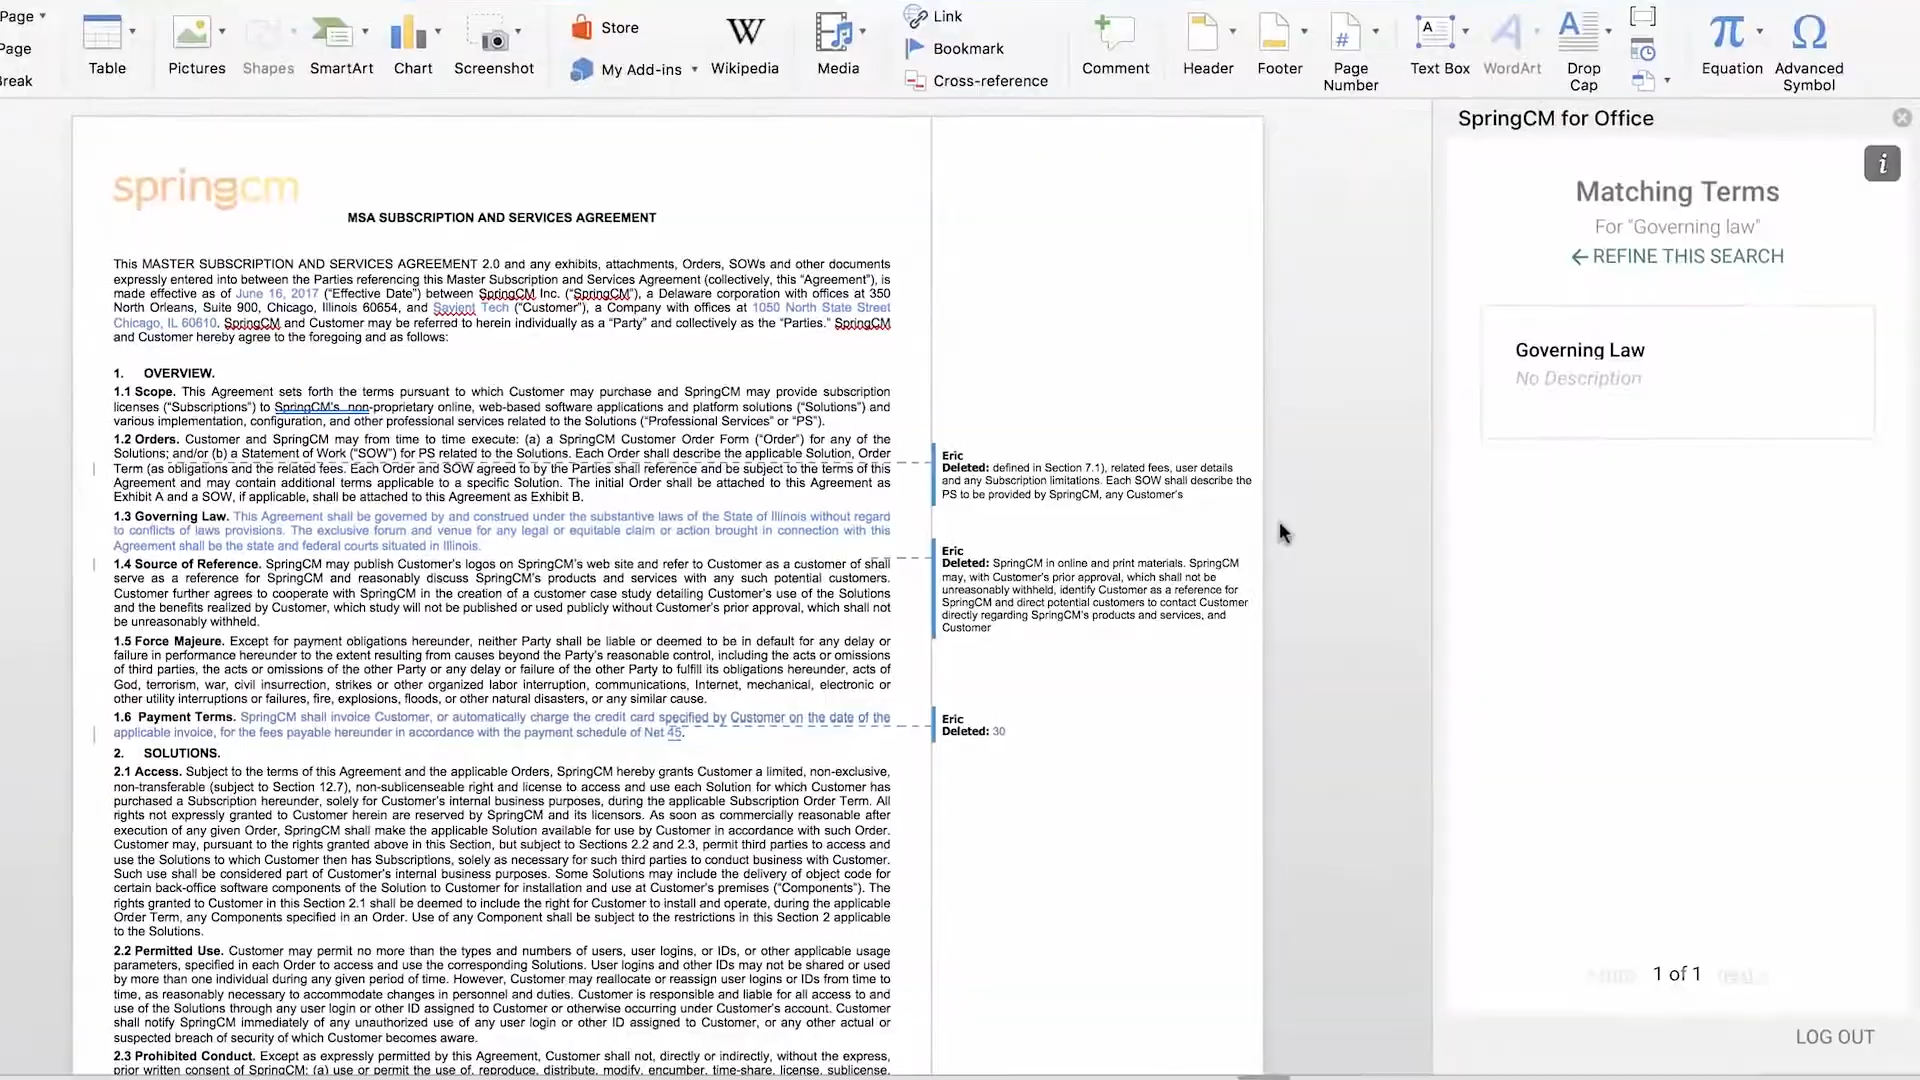 Page
Page
Break
Table
Pictures
Shapes
SmartArt
Chart
Screenshot
Store
My Add-ins
W
Wikipedia
Media
Link
Bookmark
Cross-reference
Comment
Header
Footer
#
Page
Number
A
Text Box
A
WordArt
A
Drop
Cap
π
Equation
Ω
Advanced
Symbol
springcm
MSA SUBSCRIPTION AND SERVICES AGREEMENT
This MASTER SUBSCRIPTION AND SERVICES AGREEMENT 2.0 and any exhibits, attachments, Orders, SOWs and other documents
expressly entered into between the Parties referencing this Master Subscription and Services Agreement (collectively, this “Agreement”), is
made effective as of June 16, 2017 (“Effective Date”) between SpringCM Inc. (“SpringCM”), a Delaware corporation with offices at 350
North Orleans, Suite 900, Chicago, Illinois 60654, and Savient Tech (“Customer”), a Company with offices at 1050 North State Street
Chicago, IL 60610. SpringCM and Customer may be referred to herein individually as a “Party” and collectively as the “Parties.” SpringCM
and Customer hereby agree to the foregoing and as follows:
1. OVERVIEW.
1.1 Scope. This Agreement sets forth the terms pursuant to which Customer may purchase and SpringCM may provide subscription
licenses (“Subscriptions”) to SpringCM's non-proprietary online, web-based software applications and platform solutions (“Solutions”) and
various implementation, configuration, and other professional services related to the Solutions (“Professional Services” or “PS”).
1.2 Orders. Customer and SpringCM may from time to time execute: (a) a SpringCM Customer Order Form (“Order”) for any of the
Solutions; and/or (b) a Statement of Work (“SOW”) for PS related to the Solutions. Each Order shall describe the applicable Solution, Order
Term (as obligations and the related fees. Each Order and SOW agreed to by the Parties shall reference and be subject to the terms of this
Agreement and may contain additional terms applicable to a specific Solution. The initial Order shall be attached to this Agreement as
Exhibit A and a SOW, if applicable, shall be attached to this Agreement as Exhibit B.
1.3 Governing Law. This Agreement shall be governed by and construed under the substantive laws of the State of Illinois without regard
to conflicts of laws provisions. The exclusive forum and venue for any legal or equitable claim or action brought in connection with this
Agreement shall be the state and federal courts situated in Illinois.
1.4 Source of Reference. SpringCM may publish Customer's logos on SpringCM's web site and refer to Customer as a customer of shall
serve as a reference for SpringCM and reasonably discuss SpringCM's products and services with any such potential customers.
Customer further agrees to cooperate with SpringCM in the creation of a customer case study detailing Customer's use of the Solutions
and the benefits realized by Customer, which study will not be published or used publicly without Customer's prior approval, which shall not
be unreasonably withheld.
1.5 Force Majeure. Except for payment obligations hereunder, neither Party shall be liable or deemed to be in default for any delay or
failure in performance hereunder to the extent resulting from causes beyond the Party's reasonable control, including the acts or omissions
of third parties, the acts or omissions of the other Party or any delay or failure of the other Party to fulfill its obligations hereunder, acts of
God, terrorism, war, civil insurrection, strikes or other organized labor interruption, communications, Internet, mechanical, electronic or
other utility interruptions or failures, fire, explosions, floods, or other natural disasters, or any similar cause.
1.6 Payment Terms. SpringCM shall invoice Customer, or automatically charge the credit card specified by Customer on the date of the
applicable invoice, for the fees payable hereunder in accordance with the payment schedule of Net 45.
2. SOLUTIONS.
2.1 Access. Subject to the terms of this Agreement and the applicable Orders, SpringCM hereby grants Customer a limited, non-exclusive,
non-transferable (subject to Section 12.7), non-sublicenseable right and license to access and use each Solution for which Customer has
purchased a Subscription hereunder, solely for Customer's internal business purposes, during the applicable Subscription Order Term. All
rights not expressly granted to Customer herein are reserved by SpringCM and its licensors. As soon as commercially reasonable after
execution of any given Order, SpringCM shall make the applicable Solution available for use by Customer in accordance with such Order.
Customer may, pursuant to the rights granted above in this Section, but subject to Sections 2.2 and 2.3, permit third parties to access and
use the Solutions to which Customer then has Subscriptions, solely as necessary for such third parties to conduct business with Customer.
Such use shall be considered part of Customer's internal business purposes. Some Solutions may include the delivery of object code for
certain back-office software components of the Solution to Customer for installation and use at Customer's premises (“Components”). The
rights granted to Customer in this Section 2.1 shall be deemed to include the right for Customer to install and operate, during the applicable
Order Term, any Components specified in an Order. Use of any Component shall be subject to the restrictions in this Section 2 applicable
to the Solutions.
2.2 Permitted Use. Customer may permit no more than the types and numbers of users, user logins, or IDs, or other applicable usage
parameters, specified in each Order to access and use the corresponding Solutions. User logins and other IDs may not be shared or used
by more than one individual during any given period of time. However, Customer may reallocate or reassign user logins or IDs from time to
time, as reasonably necessary to accommodate changes in personnel and duties. Customer is responsible and liable for all access to and
use of the Solutions through any user login or other ID assigned to Customer or otherwise occurring under Customer's account. Customer
shall notify SpringCM immediately of any unauthorized use of any user login or other ID assigned to Customer, or any other actual or
suspected breach of security of which Customer becomes aware.
2.3 Prohibited Conduct. Except as expressly permitted by this Agreement, Customer shall not, directly or indirectly, without the express,
prior written consent of SpringCM: (a) use or permit the use of, reproduce, distribute, modify, encumber, time-share, license, sublicense,
Eric
Deleted: defined in Section 7.1), related fees, user details
and any Subscription limitations. Each SOW shall describe the
PS to be provided by SpringCM, any Customer's
Eric
Deleted: SpringCM in online and print materials. SpringCM
may, with Customer's prior approval, which shall not be
unreasonably withheld, identify Customer as a reference for
SpringCM and direct potential customers to contact Customer
directly regarding SpringCM's products and services, and
Customer
Eric
Deleted: 30
SpringCM for Office
i
Matching Terms
For "Governing law"
REFINE THIS SEARCH
Governing Law
No Description
1 of 1
LOG OUT